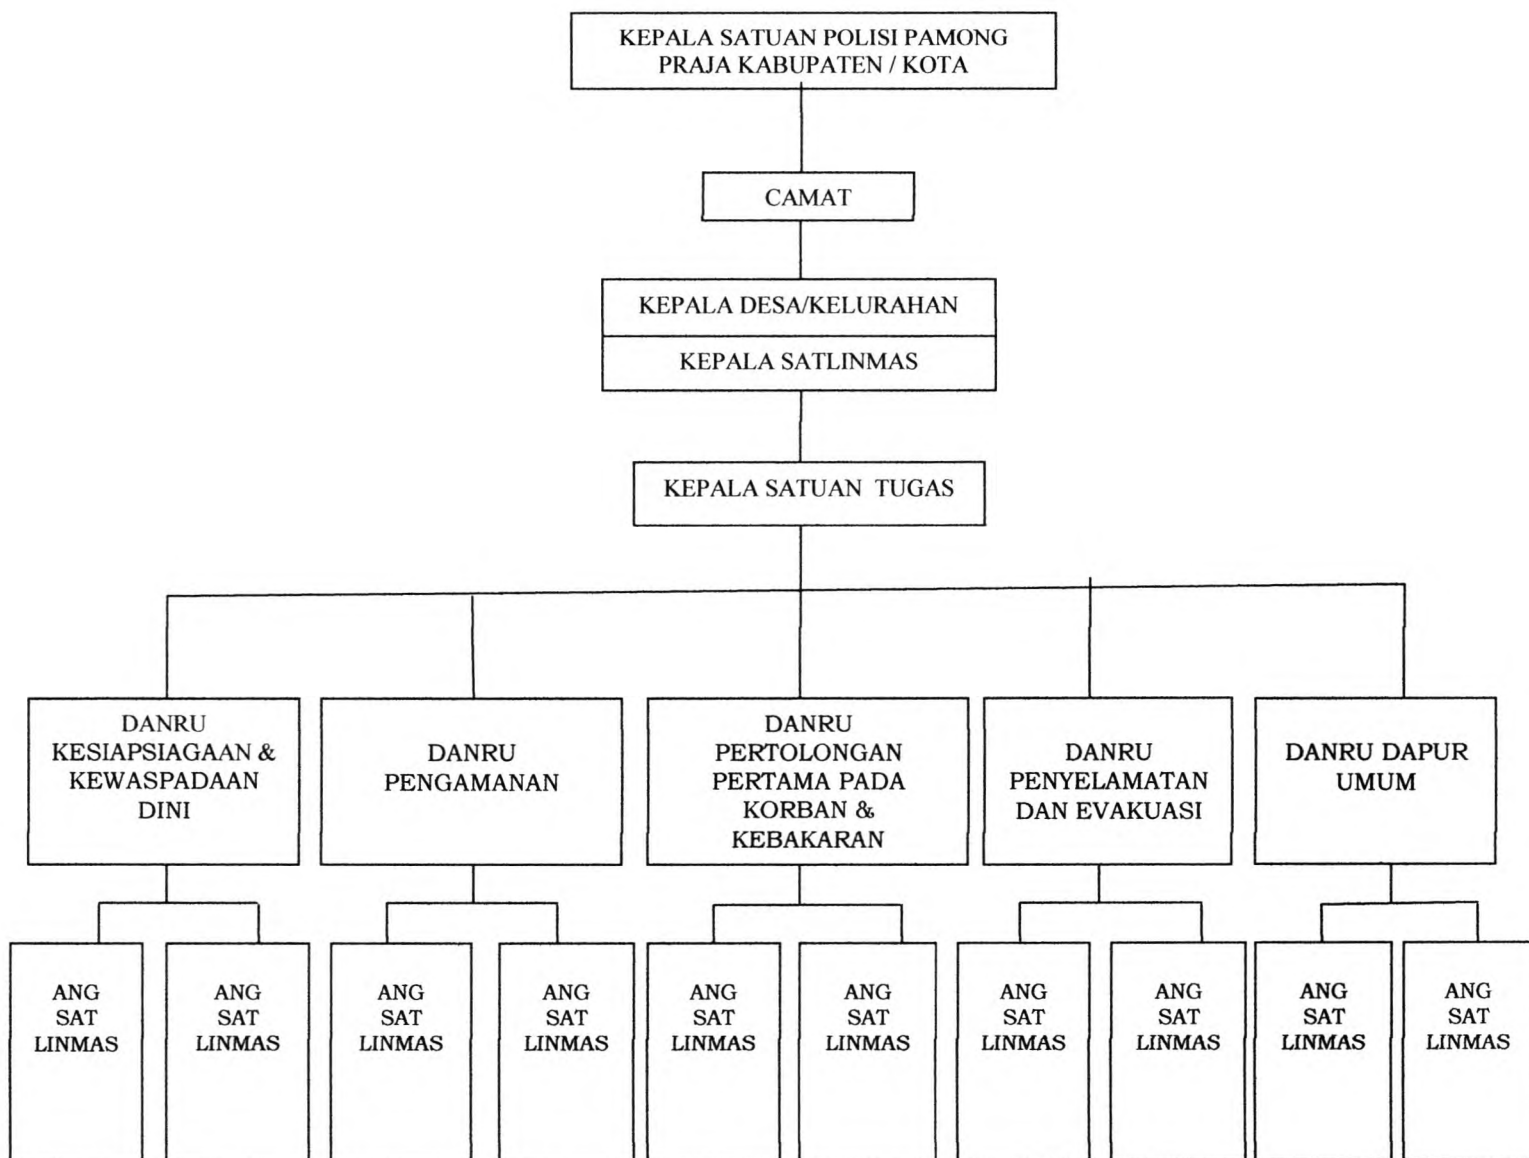 KEPALA SATUAN POLISI PAMONG
PRAJA KABUPATEN / KOTA
CAMAT
KEPALA DESA/KELURAHAN
KEPALA SATLINMAS
KEPALA SATUAN TUGAS
DANRU
KESIAPSIAGAAN &
KEWASPADAAN
DINI
DANRU
PENGAMANAN
DANRU
PERTOLONGAN
PERTAMA PADA
KORBAN &
KEBAKARAN
DANRU
PENYELAMATAN
DAN EVAKUASI
DANRU DAPUR
UMUM
ANG
SAT
LINMAS
ANG
SAT
LINMAS
ANG
SAT
LINMAS
ANG
SAT
LINMAS
ANG
SAT
LINMAS
ANG
SAT
LINMAS
ANG
SAT
LINMAS
ANG
SAT
LINMAS
ANG
SAT
LINMAS
ANG
SAT
LINMAS